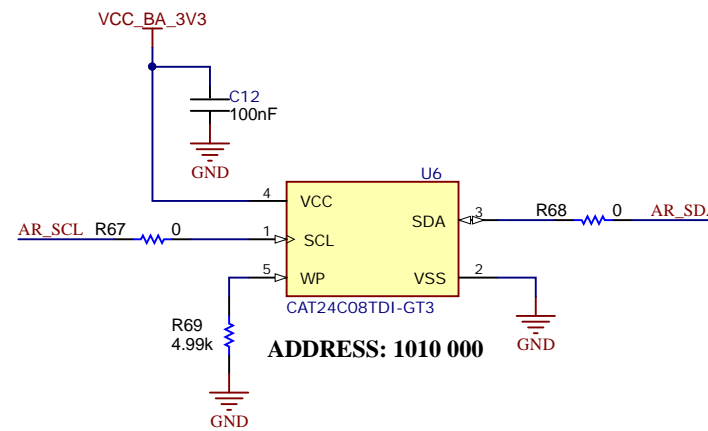 VCC_BA_3V3
C12
100nF
GND
U6
4 VCC
SDA 3 R68 0 AR_SDA
AR_SCL R67 0 1 SCL
5 WP
VSS 2
CAT24C08TDI-GT3
R69
4.99k
ADDRESS: 1010 000
GND
GND